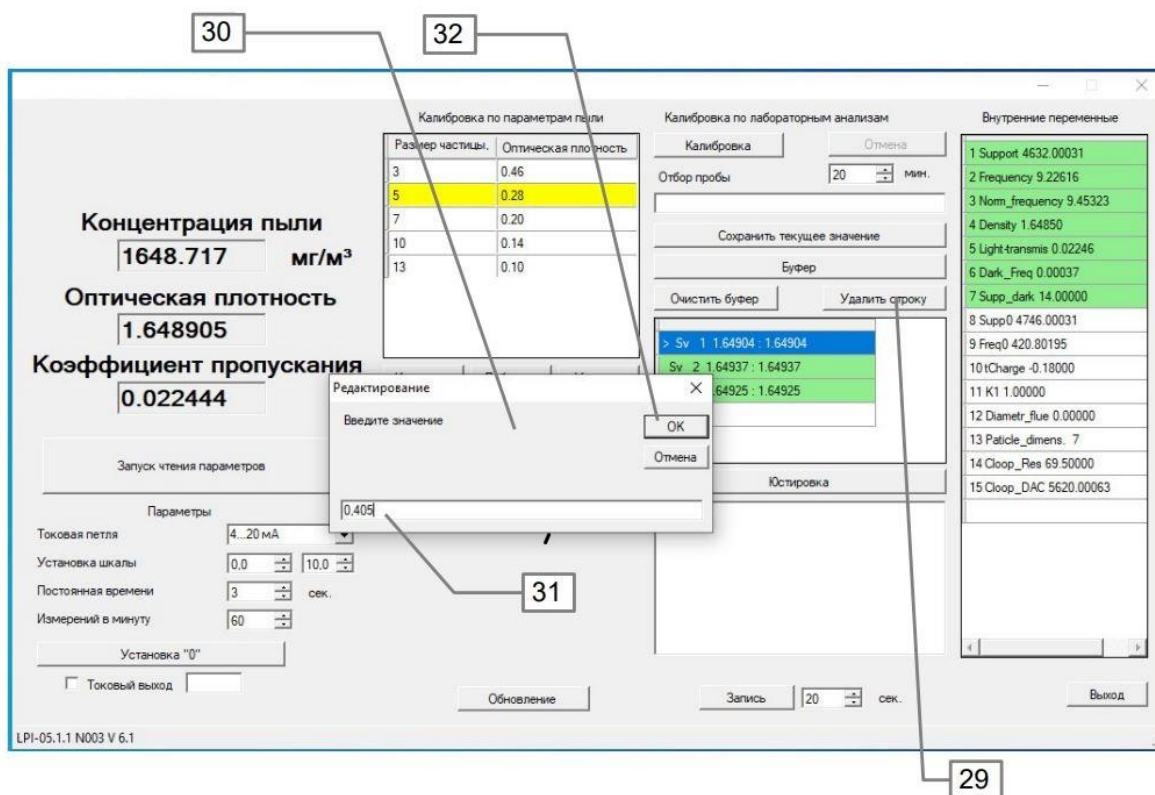 30
32
Калибровка по параметрам пыли
Калибровка по лабораторным анализам
Внутренние переменные
Размер частицы, Оптическая плотность
3 0.46
5 0.28
7 0.20
10 0.14
13 0.10
Калибровка Отмена
Отбор пробы 20 мин.
Сохранить текущее значение
Буфер
Очистить буфер Удалить строку
> Sv 1 1.64904 : 1.64904
Sv 2 1.64937 : 1.64937
.64925 : 1.64925
1 Support 4632.00031
2 Frequency 9.22616
3 Norm_frequency 9.45323
4 Density 1.64850
5 Light-transmis 0.02246
6 Dark_Freq 0.00037
7 Supp_dark 14.00000
8 Supp0 4746.00031
9 Freq0 420.80195
10 tCharge -0.18000
11 K1 1.00000
12 Diametr_flue 0.00000
13 Paticle_dimens. 7
14 Cloop_Res 69.50000
15 Cloop_DAC 5620.00063
Концентрация пыли
1648.717 мг/м³
Оптическая плотность
1.648905
Коэффициент пропускания
0.022444
Редактирование
Введите значение
OK
Отмена
0,405
Запуск чтения параметров
Юстировка
Параметры
Токовая петля 4...20 мА
Установка шкалы 0,0 10,0
Постоянная времени 3 сек.
Измерений в минуту 60
31
Установка "0"
Токовый выход
Обновление
Запись 20 сек.
Выход
LPI-05.1.1 N003 V 6.1
29